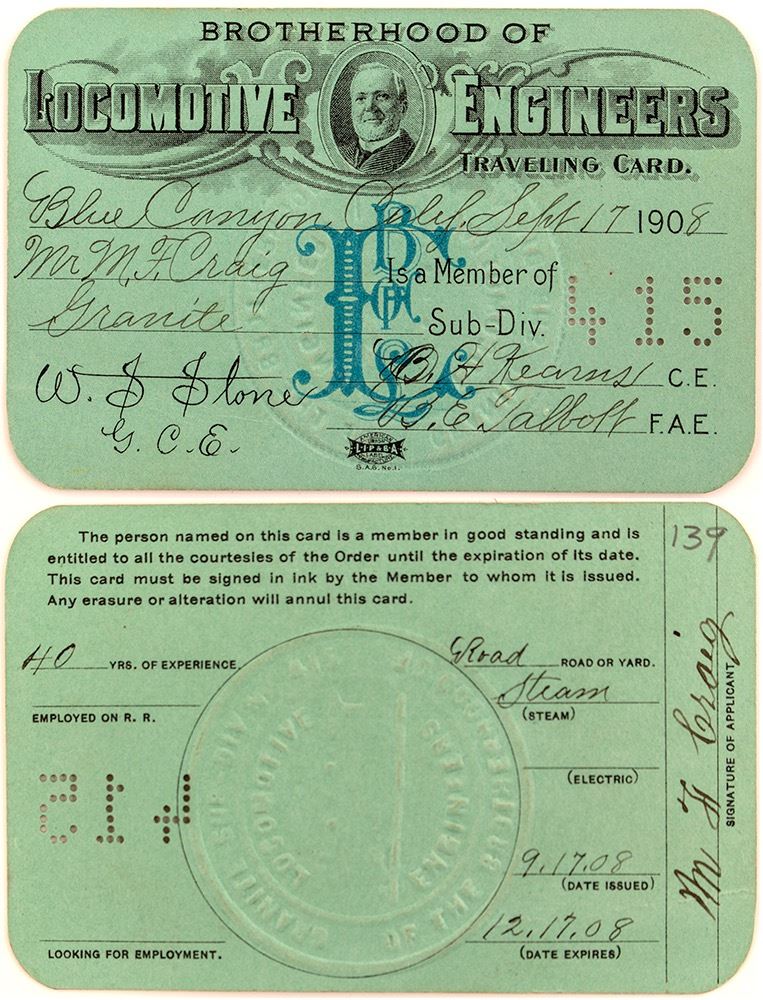 BROTHERHOOD OF
LOCOMOTIVE ENGINEERS
TRAVELING CARD.
Blue Canyon, Calif. Sept 17 1908
Mr M. F. Craig Is a Member of
Granite Sub-Div. 415
W. S Stone B. H Kearns C.E.
G. C. E. B. E. Talbott F.A.E.
The person named on this card is a member in good standing and is
entitled to all the courtesies of the Order until the expiration of its date.
This card must be signed in ink by the Member to whom it is issued.
Any erasure or alteration will annul this card.
139
40 YRS. OF EXPERIENCE. Road ROAD OR YARD.
Steam
EMPLOYED ON R. R. (STEAM)
(ELECTRIC)
415
9.17.08
(DATE ISSUED)
12.17.08
LOOKING FOR EMPLOYMENT. (DATE EXPIRES)
M F Craig
SIGNATURE OF APPLICANT